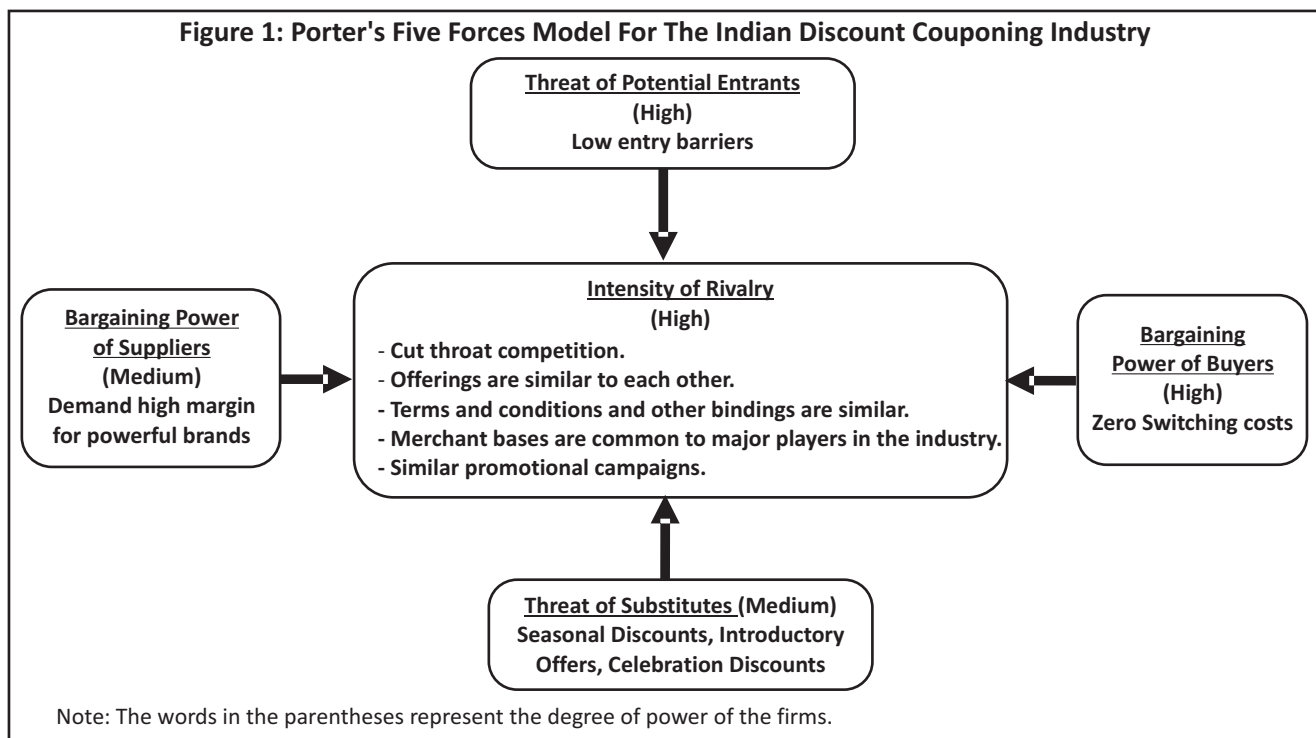 Figure 1: Porter's Five Forces Model For The Indian Discount Couponing Industry
Threat of Potential Entrants
(High)
Low entry barriers
Bargaining Power
of Suppliers
(Medium)
Demand high margin
for powerful brands
Intensity of Rivalry
(High)
- Cut throat competition.
- Offerings are similar to each other.
- Terms and conditions and other bindings are similar.
- Merchant bases are common to major players in the industry.
- Similar promotional campaigns.
Bargaining
Power of Buyers
(High)
Zero Switching costs
Threat of Substitutes (Medium)
Seasonal Discounts, Introductory
Offers, Celebration Discounts
Note: The words in the parentheses represent the degree of power of the firms.